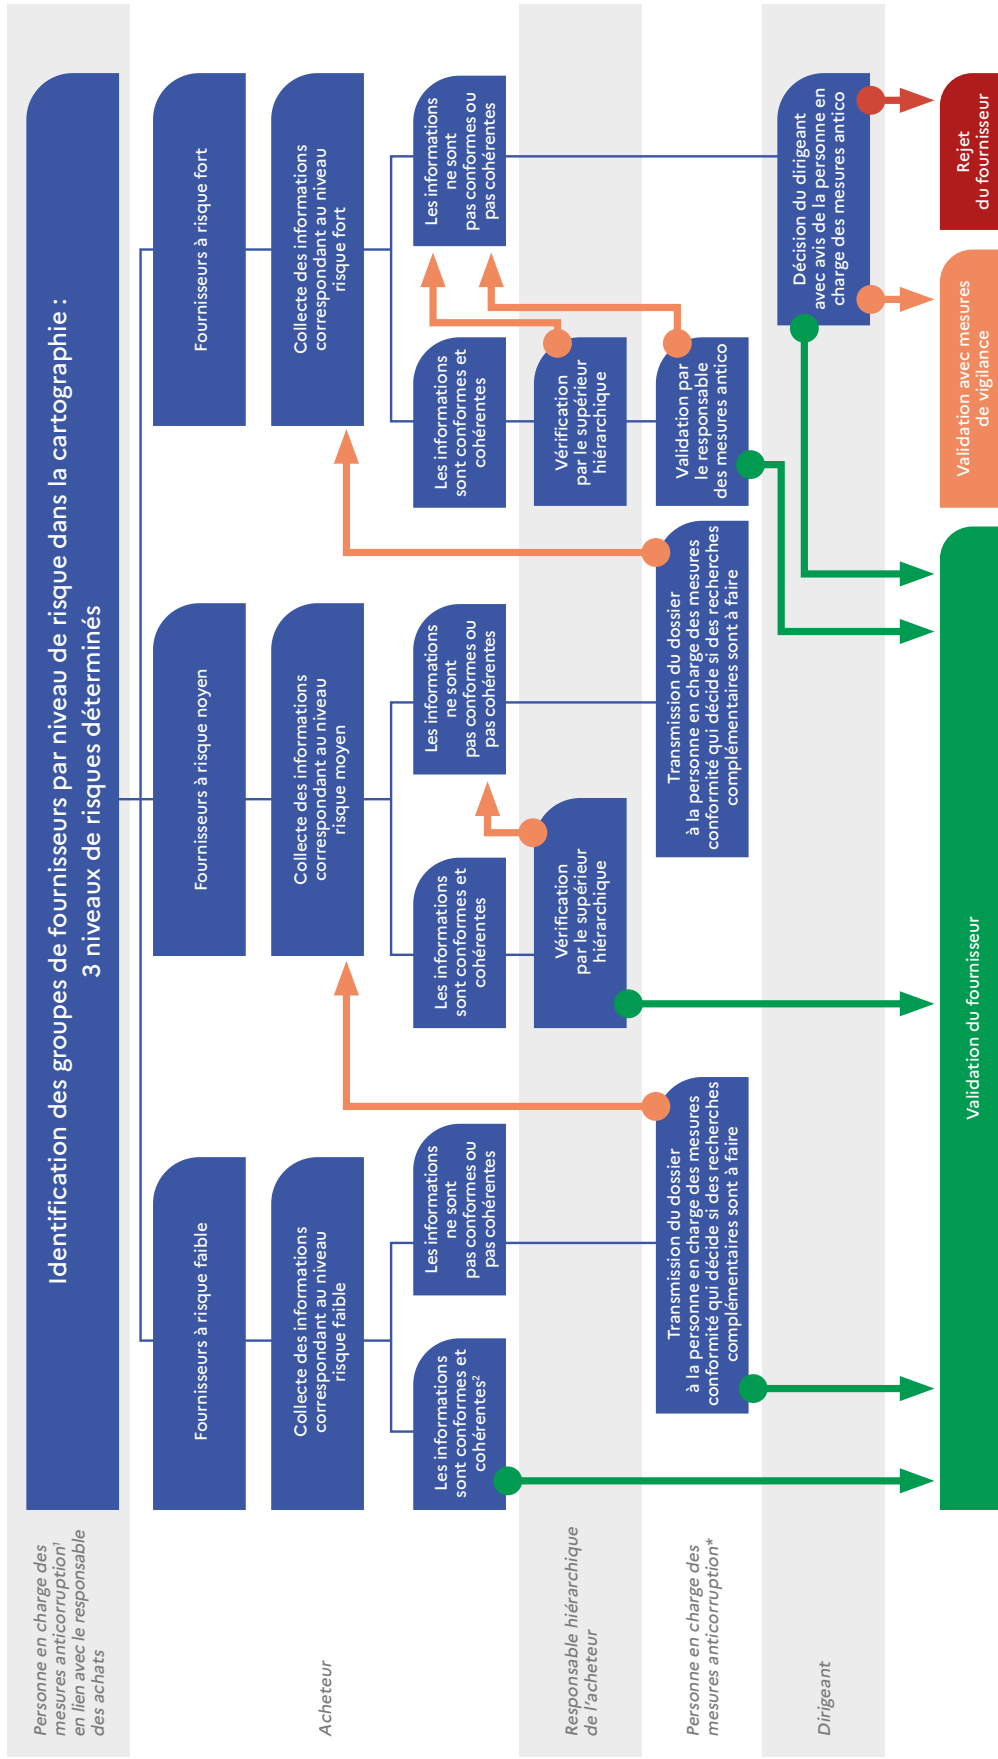 Personne en charge des
mesures anticorruption¹
en lien avec le responsable
des achats
Identification des groupes de fournisseurs par niveau de risque dans la cartographie :
3 niveaux de risques déterminés
Acheteur
Fournisseurs à risque faible
Fournisseurs à risque noyen
Fournisseurs à risque fort
Collecte des informations
correspondant au niveau
risque faible
Collecte des informations
correspondant au niveau
risque moyen
Collecte des informations
correspondant au niveau
risque fort
Les informations
sont conformes et
cohérentes²
Les informations
ne sont
pas conformes ou
pas cohérentes
Les informations
sont conformes et
cohérentes
Les informations
ne sont
pas conformes ou
pas cohérentes
Les informations
sont conformes et
cohérentes
Les informations
ne sont
pas conformes ou
pas cohérentes
Responsable hiérarchique
de l'acheteur
Vérification
par le supérieur
hiérarchique
Vérification
par le supérieur
hiérarchique
Personne en charge des
mesures anticorruption*
Transmission du dossier
à la personne en charge des mesures
conformité qui décide si des recherches
complémentaires sont à faire
Transmission du dossier
à la personne en charge des mesures
conformité qui décide si des recherches
complémentaires sont à faire
Validation par
le responsable
des mesures antico
Dirigeant
Décision du dirigeant
avec avis de la personne en
charge des mesures antico
Validation du fournisseur
Validation avec mesures
de vigilance
Rejet
du fournisseur